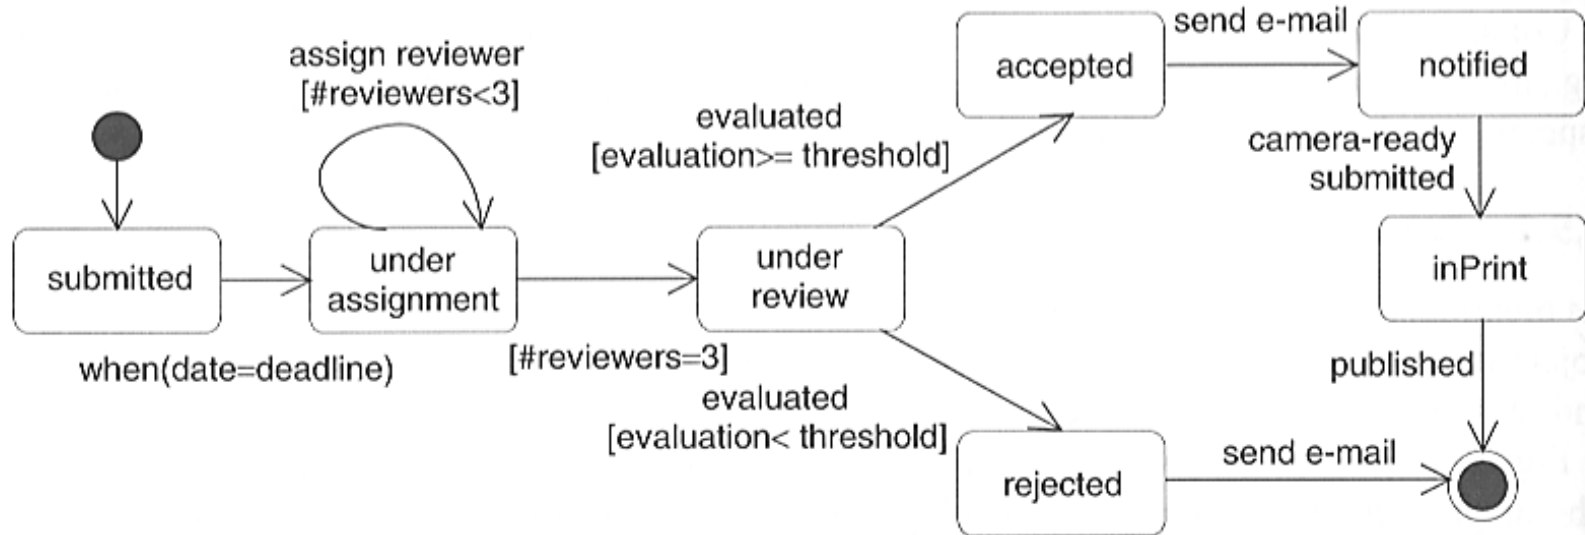 assign reviewer
[#reviewers<3]
send e-mail
accepted
notified
evaluated
[evaluation>= threshold]
camera-ready
submitted
submitted
under
assignment
under
review
inPrint
when(date=deadline)
[#reviewers=3]
published
evaluated
[evaluation< threshold]
rejected
send e-mail